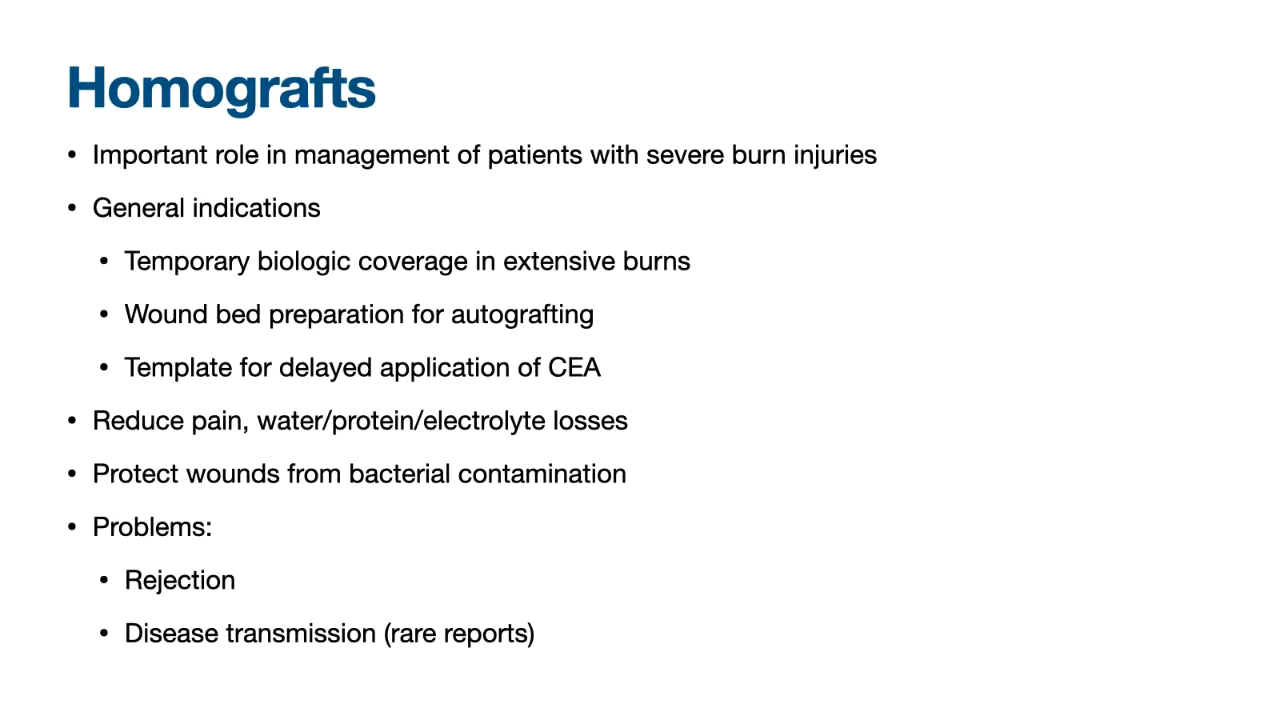 Homografts
• Important role in management of patients with severe burn injuries
• General indications
• Temporary biologic coverage in extensive burns
• Wound bed preparation for autografting
• Template for delayed application of CEA
• Reduce pain, water/protein/electrolyte losses
• Protect wounds from bacterial contamination
• Problems:
• Rejection
• Disease transmission (rare reports)